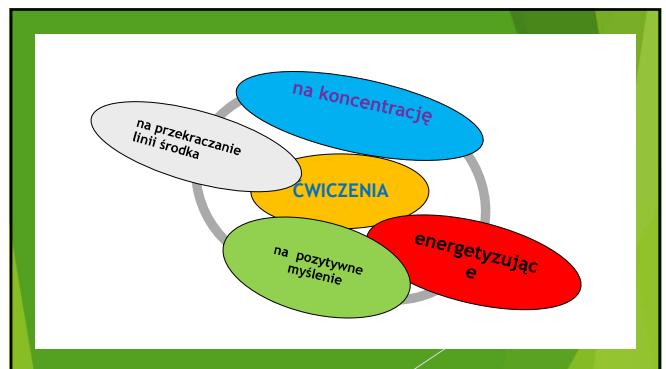 na koncentrację
na przekraczanie
linii środka
ĆWICZENIA
energetyzując
e
na pozytywne
myślenie